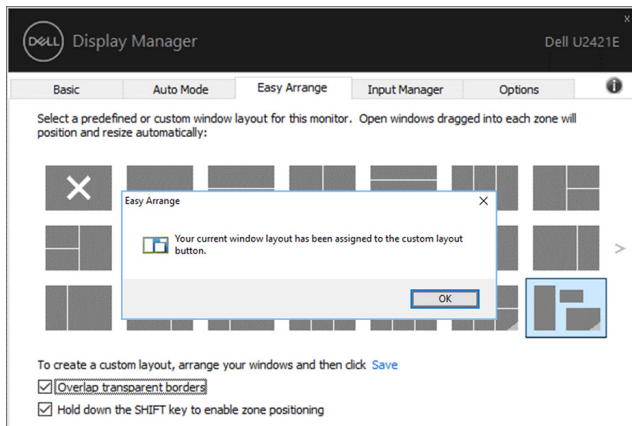 x
DELL Display Manager
Dell U2421E
Basic Auto Mode Easy Arrange Input Manager Options i
Select a predefined or custom window layout for this monitor. Open windows dragged into each zone will
position and resize automatically:
Easy Arrange
Your current window layout has been assigned to the custom layout
button.
OK
To create a custom layout, arrange your windows and then click Save
Overlap transparent borders
Hold down the SHIFT key to enable zone positioning